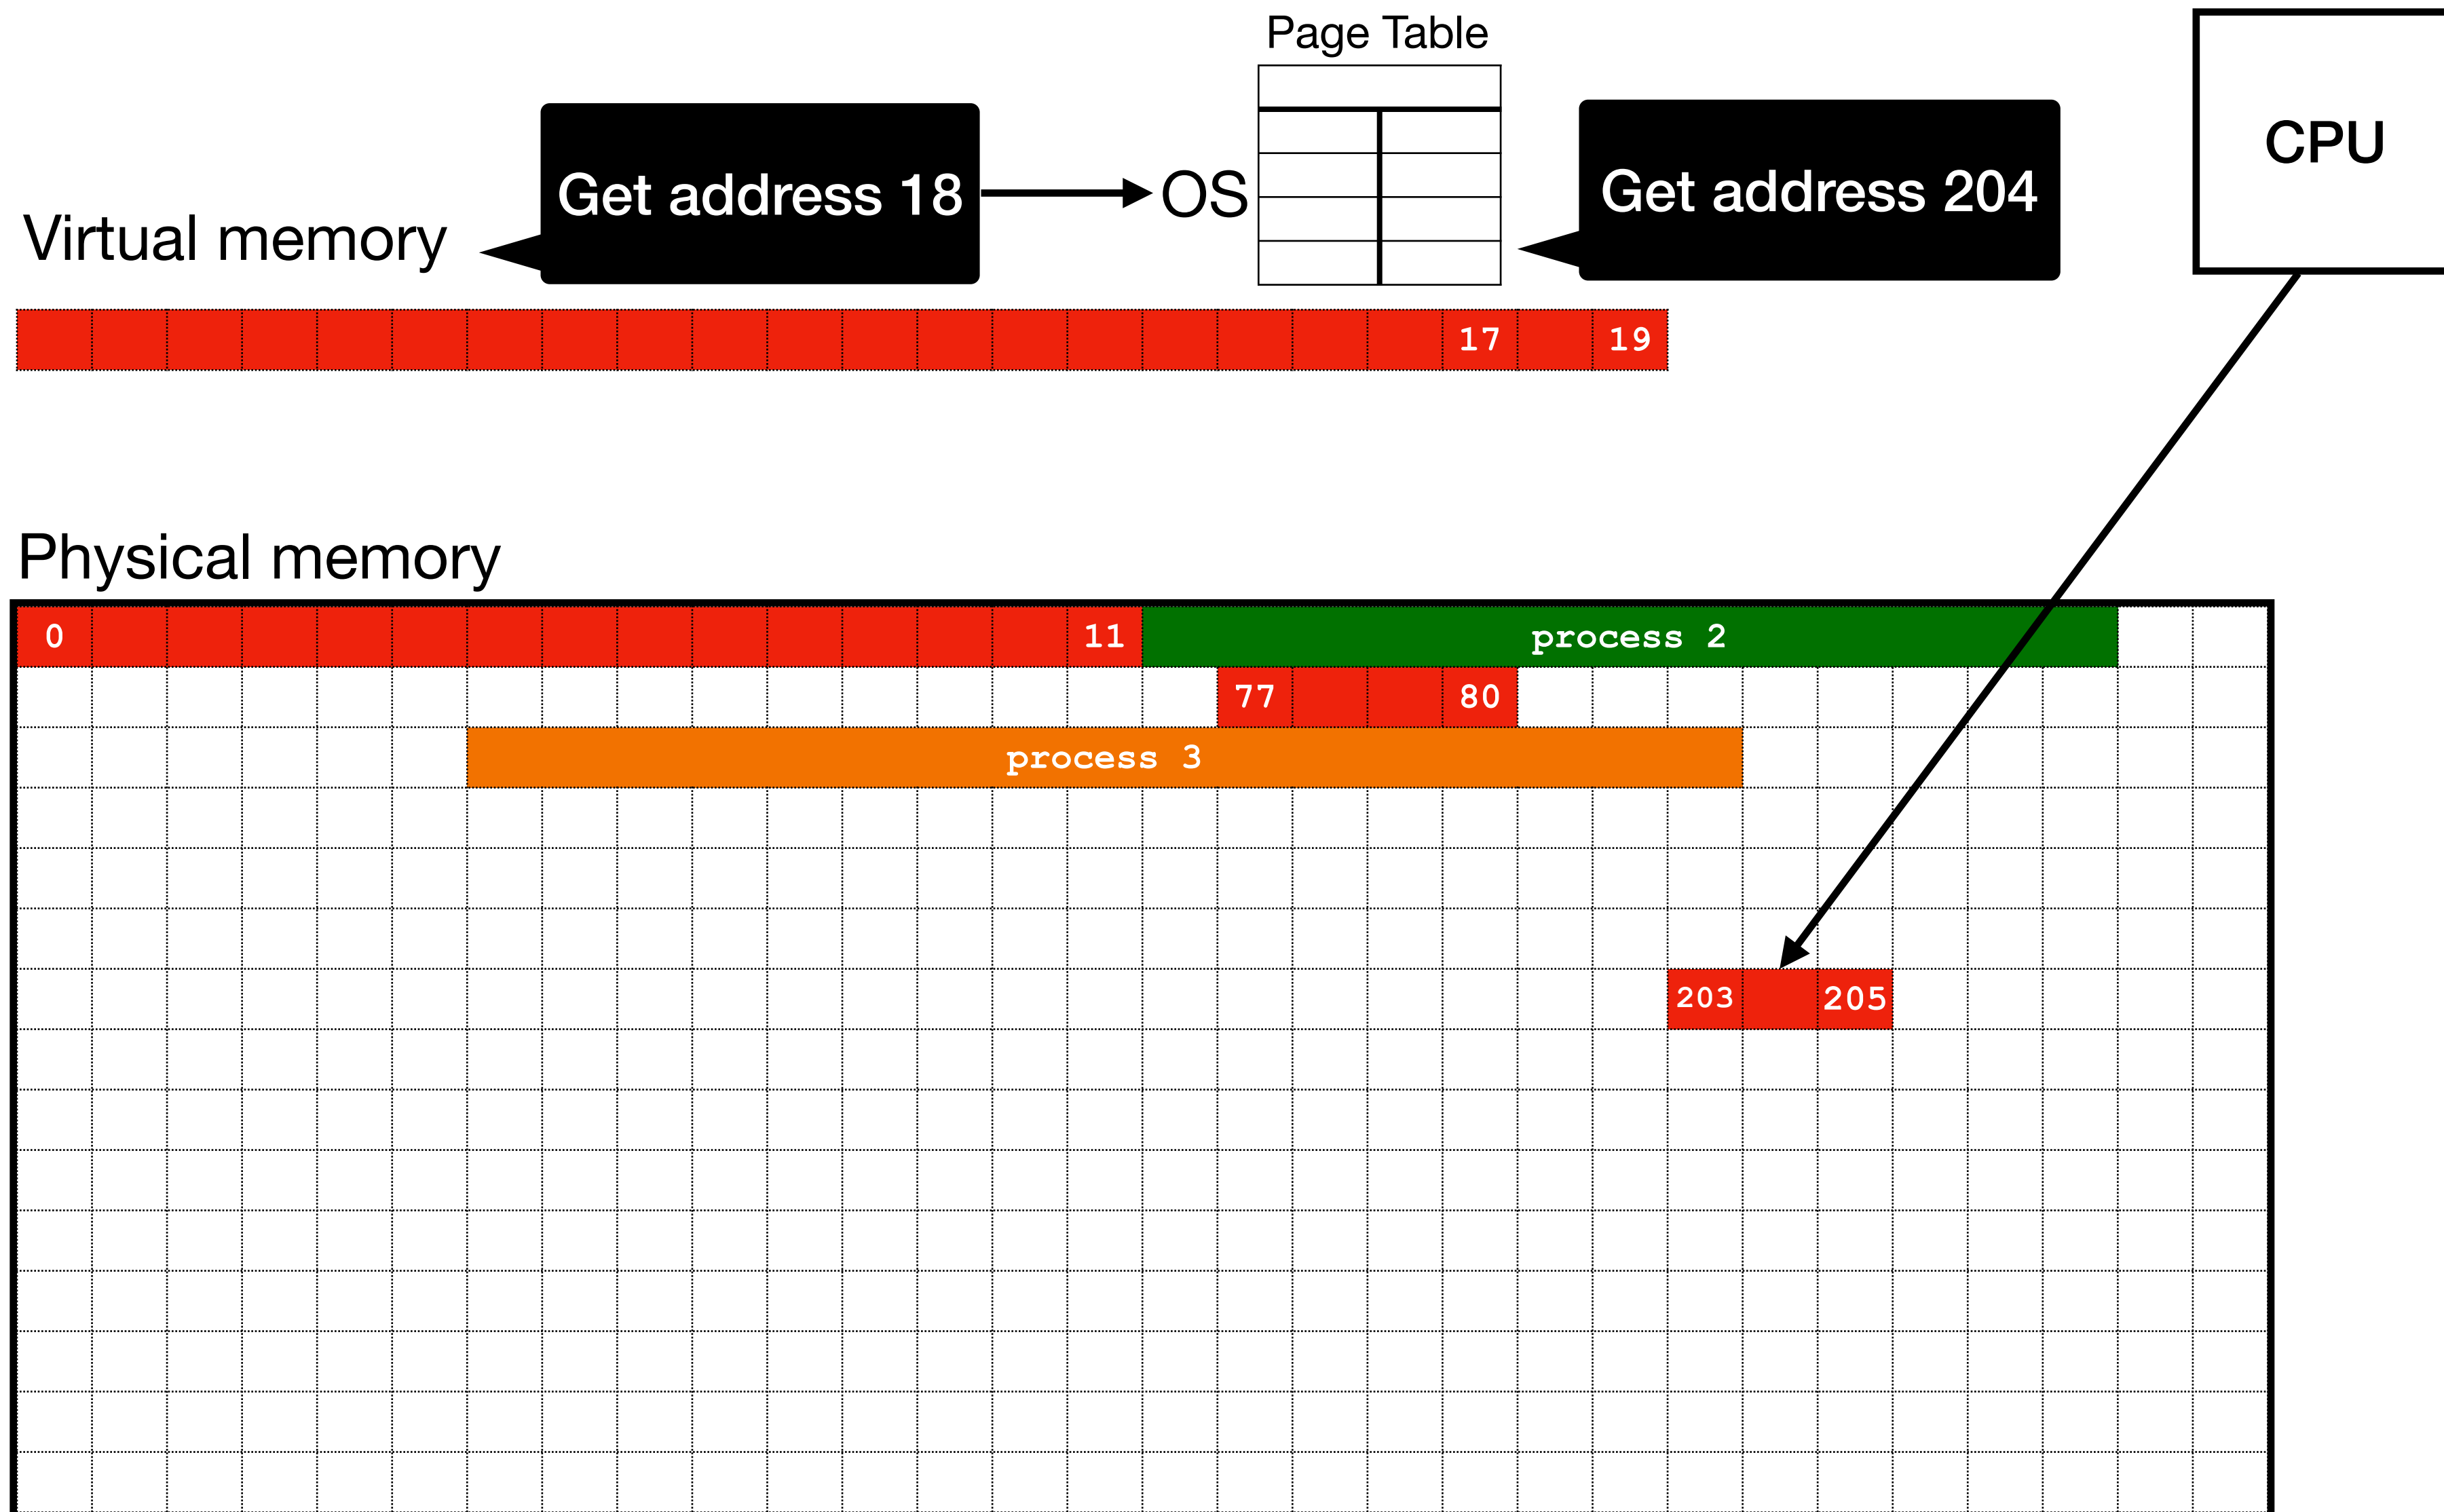 Page Table
CPU
Get address 18
OS
Get address 204
Virtual memory
17
19
Physical memory
0
11
process 2
77
80
process 3
203
205